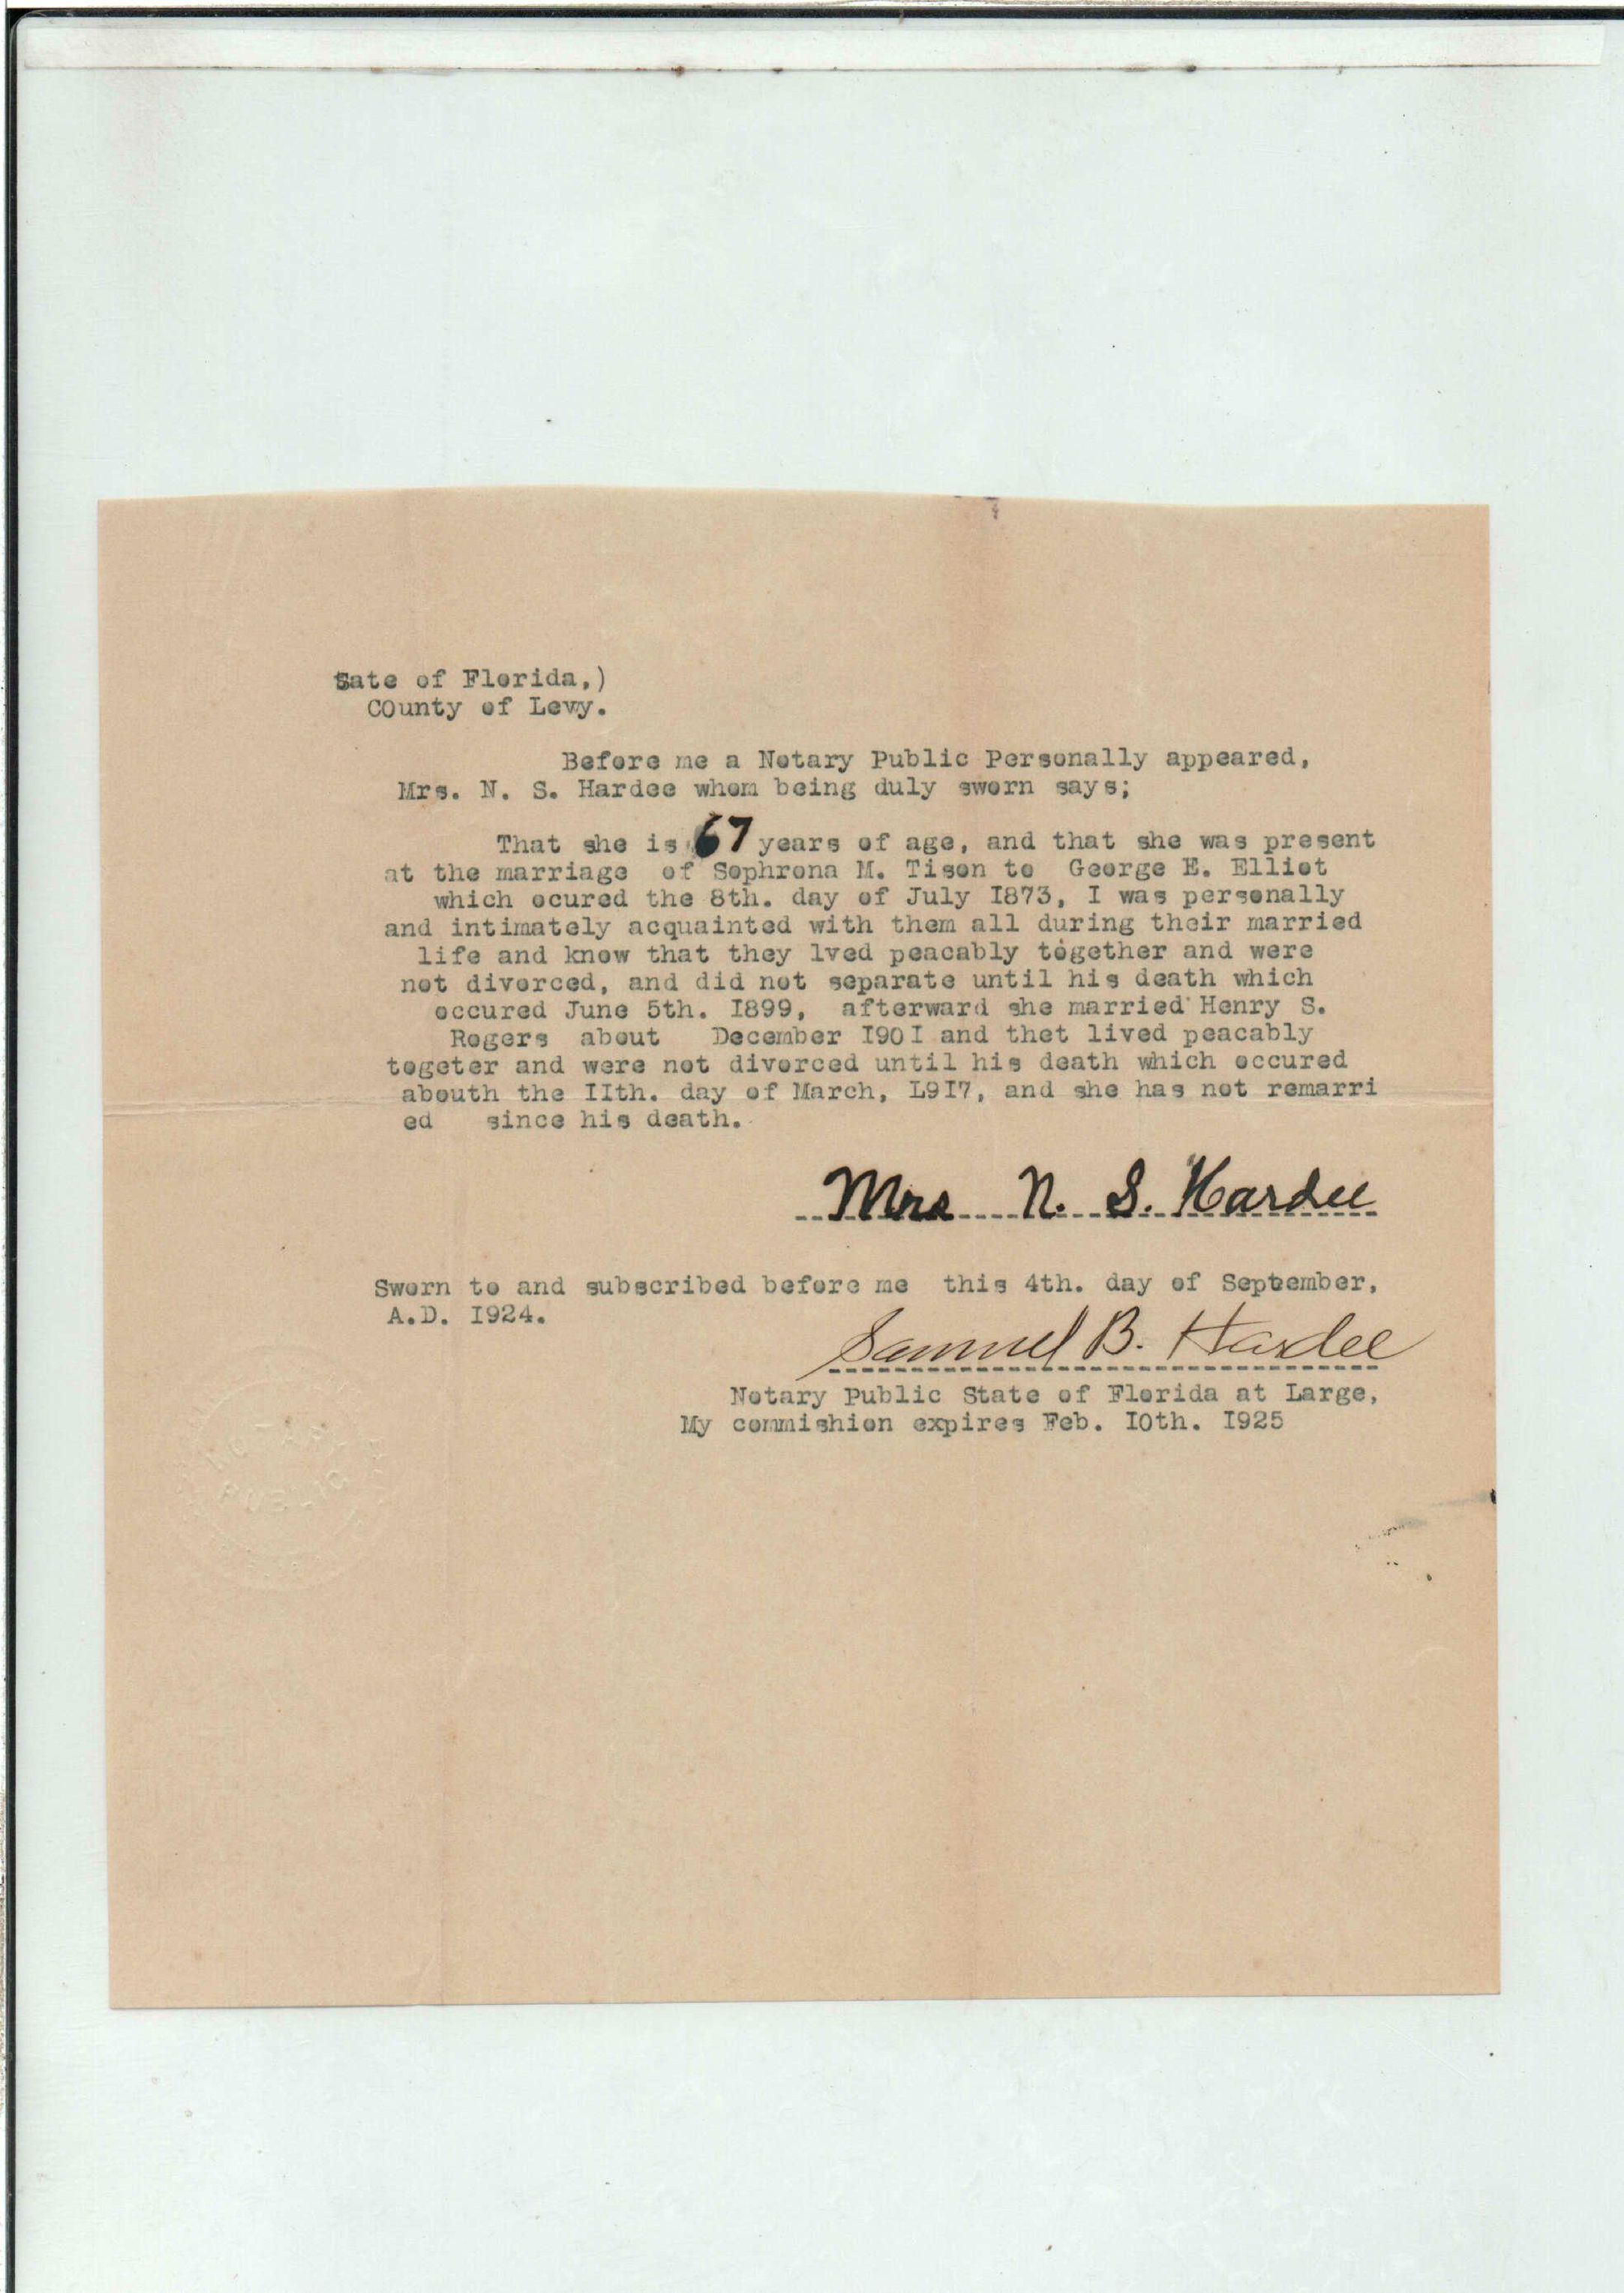 Sate of Florida,)
COunty of Levy.
Before me a Notary Public Personally appeared,
Mrs. N. S. Hardee whom being duly sworn says;
That she is 67 years of age, and that she was present
at the marriage of Sophrona M. Tison to George E. Elliot
which ocured the 8th. day of July I873, I was personally
and intimately acquainted with them all during their married
life and know that they lved peacably together and were
not divorced, and did not separate until his death which
occured June 5th. I899, afterward she married Henry S.
Rogers about December I90I and thet lived peacably
togeter and were not divorced until his death which occured
abouth the IIth. day of March, L9I7, and she has not remarri
ed since his death.
Mrs N. S. Hardee
Sworn to and subscribed before me this 4th. day of September,
A.D. I924.
Samuel B. Hardee
Notary Public State of Florida at Large,
My commishion expires Feb. I0th. I925
NOTARY
PUBLIC